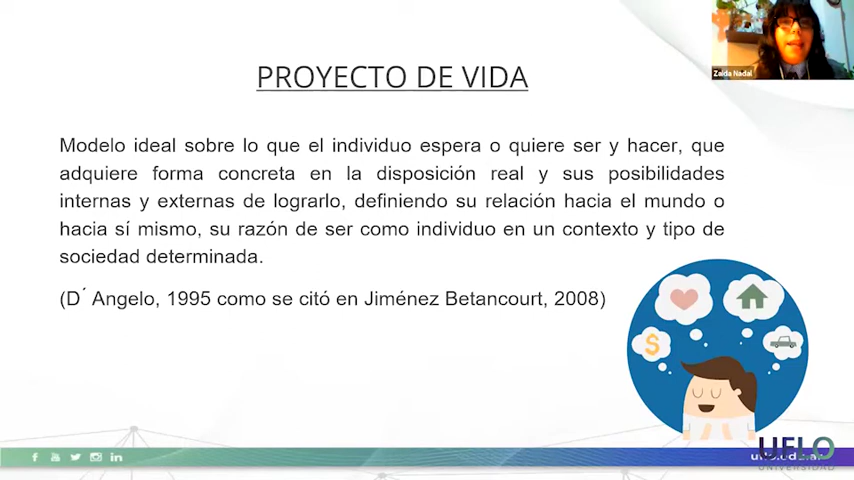 Zaida Nadal
PROYECTO DE VIDA
Modelo ideal sobre lo que el individuo espera o quiere ser y hacer, que
adquiere forma concreta en la disposición real y sus posibilidades
internas y externas de lograrlo, definiendo su relación hacia el mundo o
hacia sí mismo, su razón de ser como individuo en un contexto y tipo de
sociedad determinada.
(D´ Angelo, 1995 como se citó en Jiménez Betancourt, 2008)
$
UFLO
UNIVERSIDAD